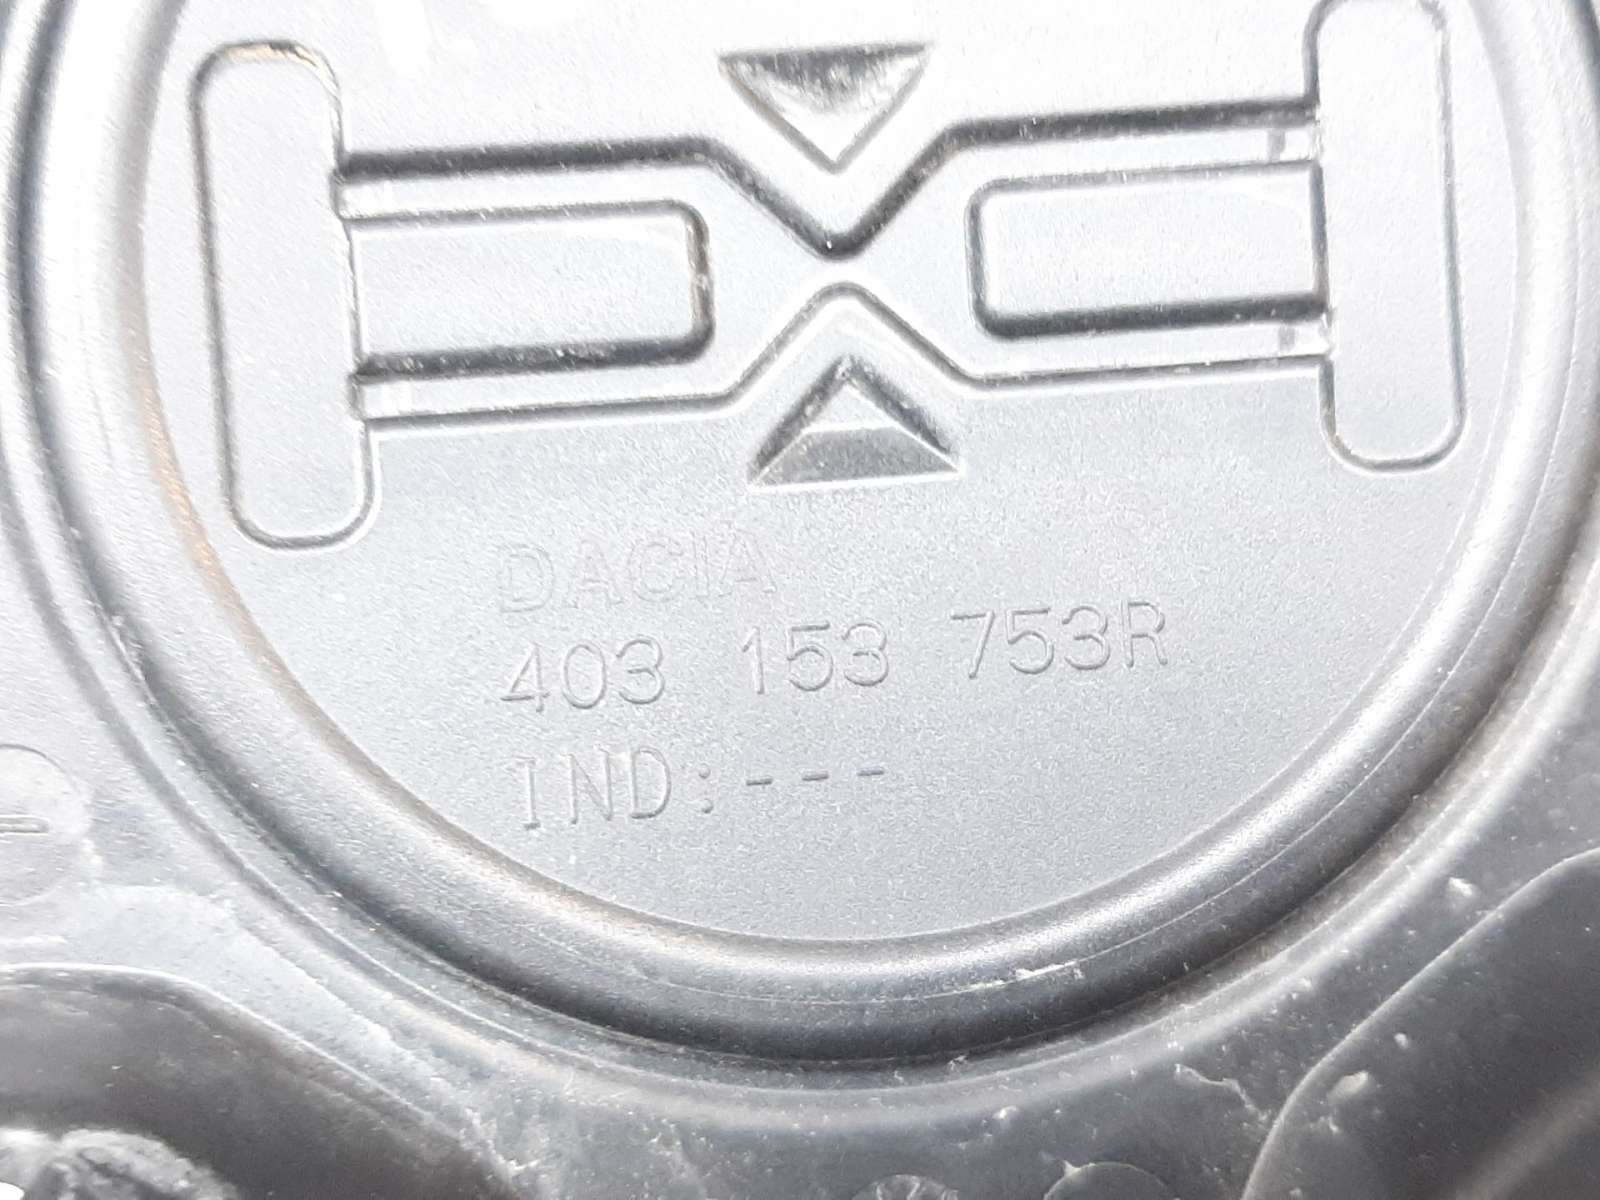 DACIA
403 153 753R
IND:---